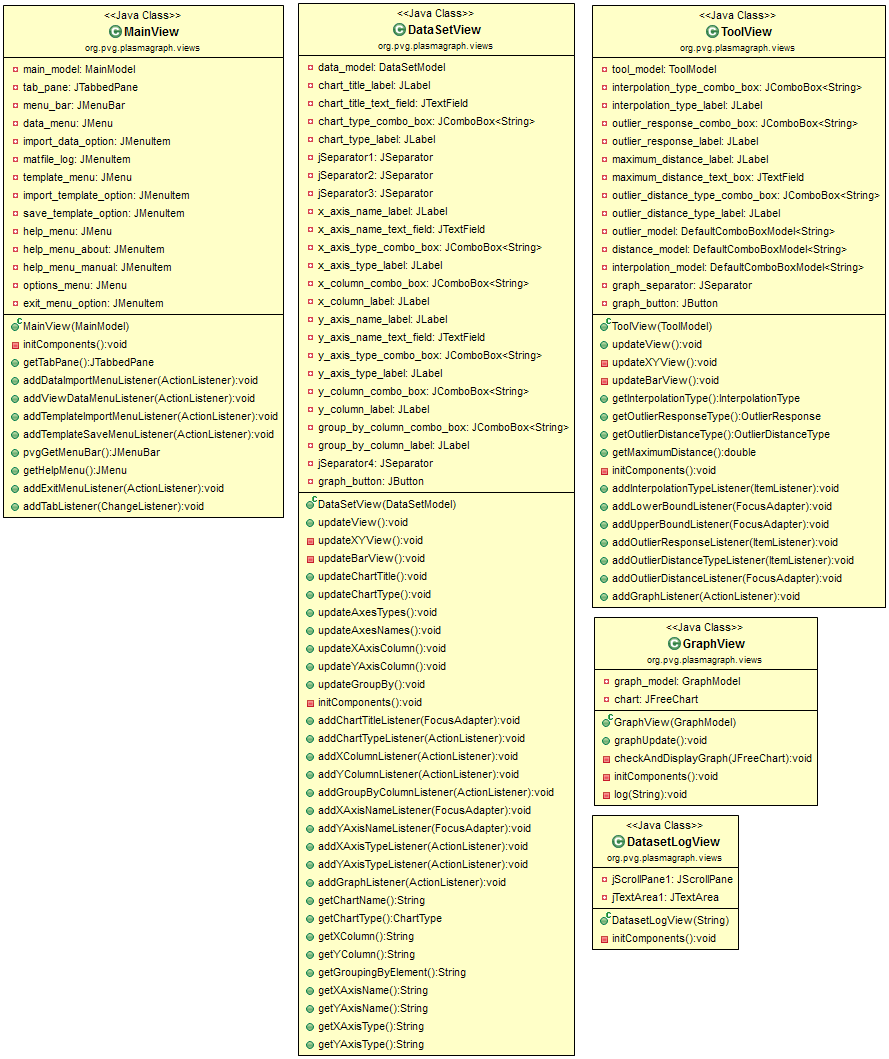 <<Java Class>>
MainView
org.pvg.plasmagraph.views
main_model: MainModel
tab_pane: JTabbedPane
menu_bar: JMenuBar
data_menu: JMenu
import_data_option: JMenuItem
matfile_log: JMenuItem
template_menu: JMenu
import_template_option: JMenuItem
save_template_option: JMenuItem
help_menu: JMenu
help_menu_about: JMenuItem
help_menu_manual: JMenuItem
options_menu: JMenu
exit_menu_option: JMenuItem
MainView(MainModel)
initComponents():void
getTabPane():JTabbedPane
addDataImportMenuListener(ActionListener):void
addViewDataMenuListener(ActionListener):void
addTemplateImportMenuListener(ActionListener):void
addTemplateSaveMenuListener(ActionListener):void
pvgGetMenuBar():JMenuBar
getHelpMenu():JMenu
addExitMenuListener(ActionListener):void
addTabListener(ChangeListener):void
<<Java Class>>
DataSetView
org.pvg.plasmagraph.views
data_model: DataSetModel
chart_title_label: JLabel
chart_title_text_field: JTextField
chart_type_combo_box: JComboBox<String>
chart_type_label: JLabel
jSeparator1: JSeparator
jSeparator2: JSeparator
jSeparator3: JSeparator
x_axis_name_label: JLabel
x_axis_name_text_field: JTextField
x_axis_type_combo_box: JComboBox<String>
x_axis_type_label: JLabel
x_column_combo_box: JComboBox<String>
x_column_label: JLabel
y_axis_name_label: JLabel
y_axis_name_text_field: JTextField
y_axis_type_combo_box: JComboBox<String>
y_axis_type_label: JLabel
y_column_combo_box: JComboBox<String>
y_column_label: JLabel
group_by_column_combo_box: JComboBox<String>
group_by_column_label: JLabel
jSeparator4: JSeparator
graph_button: JButton
DataSetView(DataSetModel)
updateView():void
updateXYView():void
updateBarView():void
updateChartTitle():void
updateChartType():void
updateAxesTypes():void
updateAxesNames():void
updateXAxisColumn():void
updateYAxisColumn():void
updateGroupBy():void
initComponents():void
addChartTitleListener(FocusAdapter):void
addChartTypeListener(ActionListener):void
addXColumnListener(ActionListener):void
addYColumnListener(ActionListener):void
addGroupByColumnListener(ActionListener):void
addXAxisNameListener(FocusAdapter):void
addYAxisNameListener(FocusAdapter):void
addXAxisTypeListener(ActionListener):void
addYAxisTypeListener(ActionListener):void
addGraphListener(ActionListener):void
getChartName():String
getChartType():ChartType
getXColumn():String
getYColumn():String
getGroupingByElement():String
getXAxisName():String
getYAxisName():String
getXAxisType():String
getYAxisType():String
<<Java Class>>
ToolView
org.pvg.plasmagraph.views
tool_model: ToolModel
interpolation_type_combo_box: JComboBox<String>
interpolation_type_label: JLabel
outlier_response_combo_box: JComboBox<String>
outlier_response_label: JLabel
maximum_distance_label: JLabel
maximum_distance_text_box: JTextField
outlier_distance_type_combo_box: JComboBox<String>
outlier_distance_type_label: JLabel
outlier_model: DefaultComboBoxModel<String>
distance_model: DefaultComboBoxModel<String>
interpolation_model: DefaultComboBoxModel<String>
graph_separator: JSeparator
graph_button: JButton
ToolView(ToolModel)
updateView():void
updateXYView():void
updateBarView():void
getInterpolationType():InterpolationType
getOutlierResponseType():OutlierResponse
getOutlierDistanceType():OutlierDistanceType
getMaximumDistance():double
initComponents():void
addInterpolationTypeListener(ItemListener):void
addLowerBoundListener(FocusAdapter):void
addUpperBoundListener(FocusAdapter):void
addOutlierResponseListener(ItemListener):void
addOutlierDistanceTypeListener(ItemListener):void
addOutlierDistanceListener(FocusAdapter):void
addGraphListener(ActionListener):void
<<Java Class>>
GraphView
org.pvg.plasmagraph.views
graph_model: GraphModel
chart: JFreeChart
GraphView(GraphModel)
graphUpdate():void
checkAndDisplayGraph(JFreeChart):void
initComponents():void
log(String):void
<<Java Class>>
DatasetLogView
org.pvg.plasmagraph.views
jScrollPane1: JScrollPane
jTextArea1: JTextArea
DatasetLogView(String)
initComponents():void